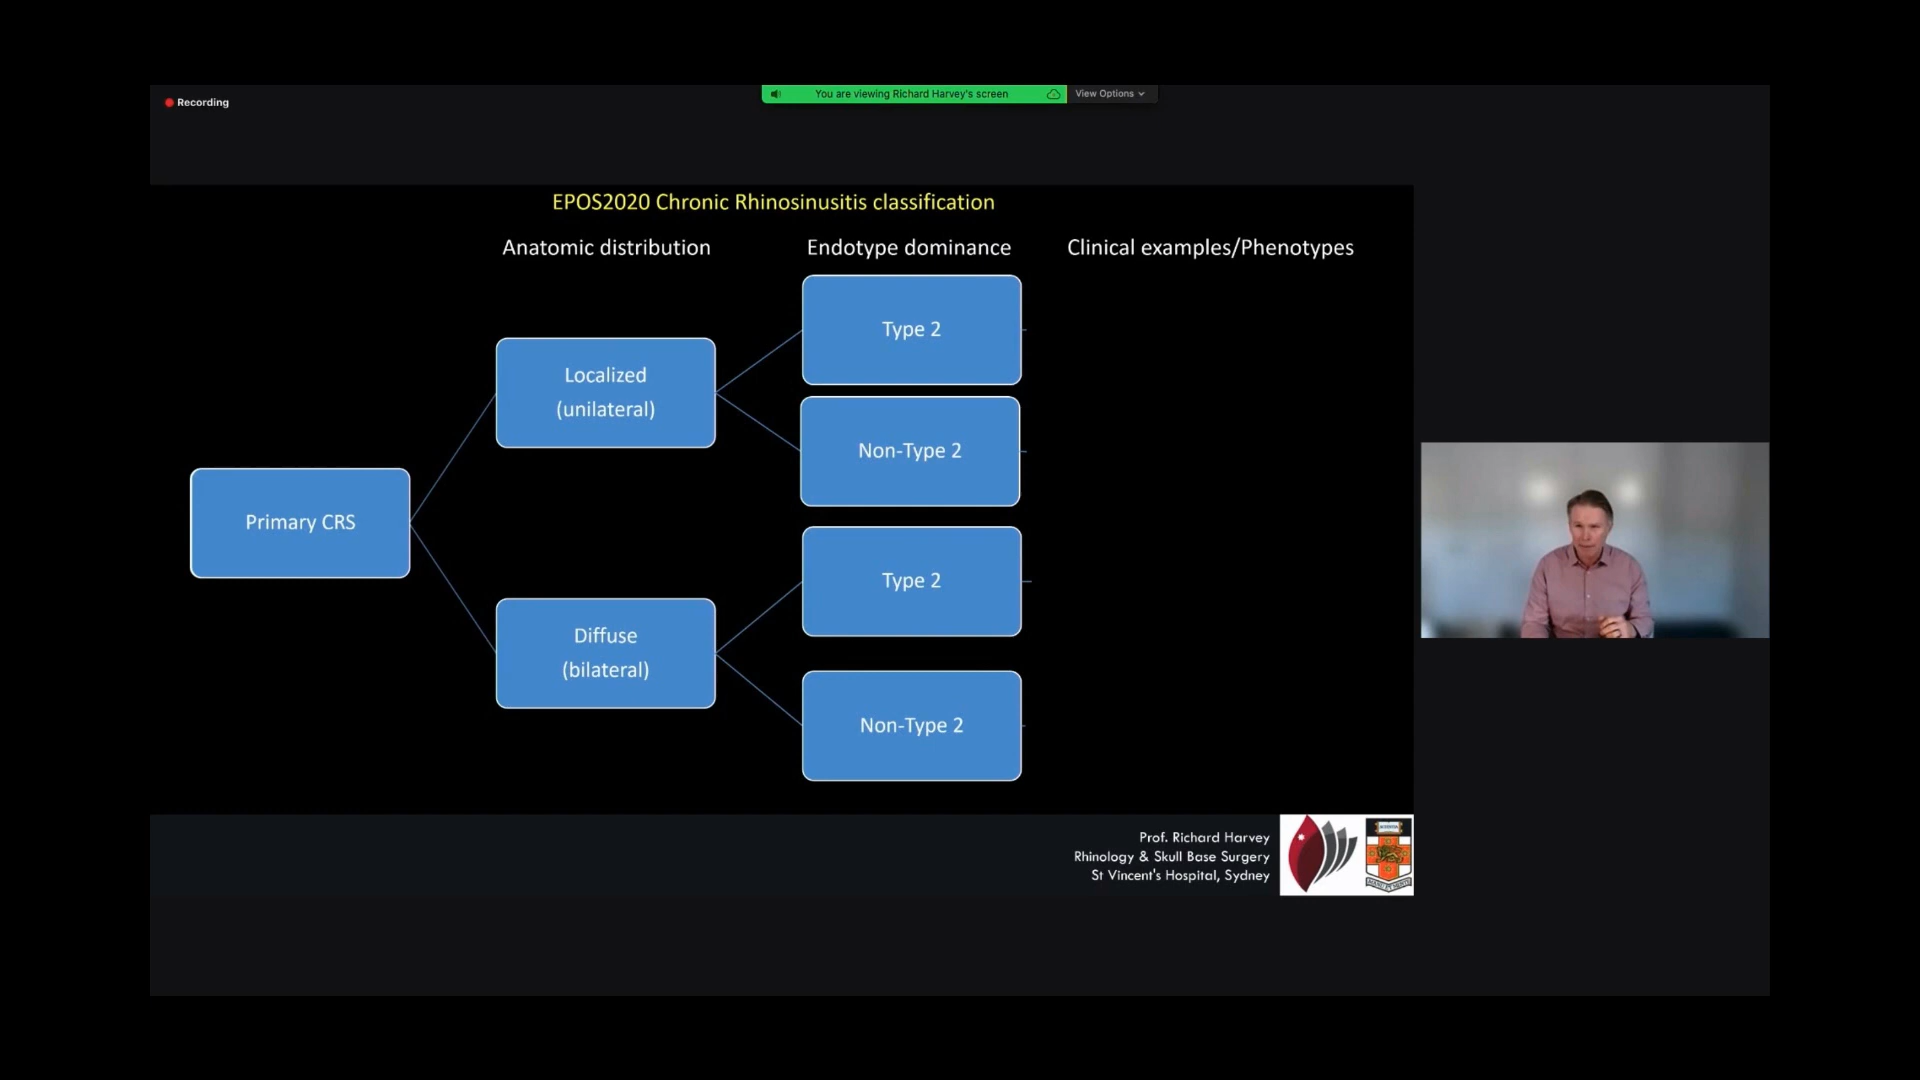 Recording
You are viewing Richard Harvey's screen
View Options
EPOS2020 Chronic Rhinosinusitis classification
Anatomic distribution
Endotype dominance
Clinical examples/Phenotypes
Primary CRS
Localized
(unilateral)
Diffuse
(bilateral)
Type 2
Non-Type 2
Type 2
Non-Type 2
Prof. Richard Harvey
Rhinology & Skull Base Surgery
St Vincent's Hospital, Sydney